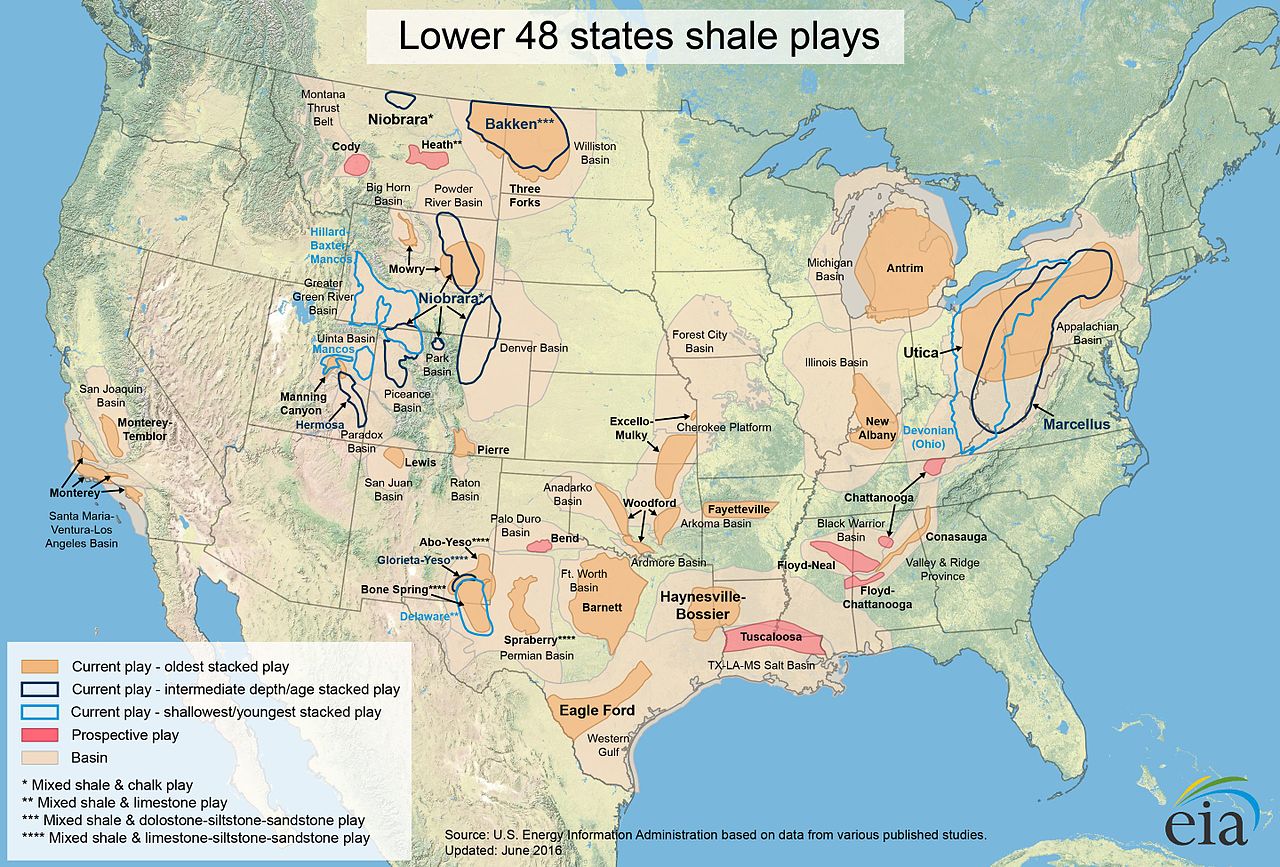 Lower 48 states shale plays
Montana
Thrust
Belt
Niobrara*
Bakken***
Cody
Heath**
Williston
Basin
Big Horn
Basin
Powder
River Basin
Three
Forks
Hillard-
Baxter-
Mancos
Mowry
Greater
Green River
Basin
Niobrara*
Michigan
Basin
Antrim
Uinta Basin
Mancos
Park
Basin
Denver Basin
Forest City
Basin
Illinois Basin
Utica
Appalachian
Basin
San Joaquin
Basin
Monterey-
Temblor
Manning
Canyon
Hermosa
Piceance
Basin
Paradox
Basin
Excello-
Mulky
Cherokee Platform
New
Albany
Devonian
(Ohio)
Marcellus
Monterey
Santa Maria-
Ventura-Los
Angeles Basin
Lewis
San Juan
Basin
Pierre
Raton
Basin
Anadarko
Basin
Woodford
Fayetteville
Arkoma Basin
Chattanooga
Black Warrior
Basin
Conasauga
Palo Duro
Basin
Bend
Abo-Yeso****
Glorieta-Yeso****
Bone Spring****
Delaware**
Ardmore Basin
Floyd-Neal
Valley & Ridge
Province
Floyd-
Chattanooga
Ft. Worth
Basin
Barnett
Haynesville-
Bossier
Spraberry****
Permian Basin
Tuscaloosa
TX-LA-MS Salt Basin
Eagle Ford
Western
Gulf
Current play - oldest stacked play
Current play - intermediate depth/age stacked play
Current play - shallowest/youngest stacked play
Prospective play
Basin
* Mixed shale & chalk play
** Mixed shale & limestone play
*** Mixed shale & dolostone-siltstone-sandstone play
**** Mixed shale & limestone-siltstone-sandstone play
Source: U.S. Energy Information Administration based on data from various published studies.
Updated: June 2016
eia